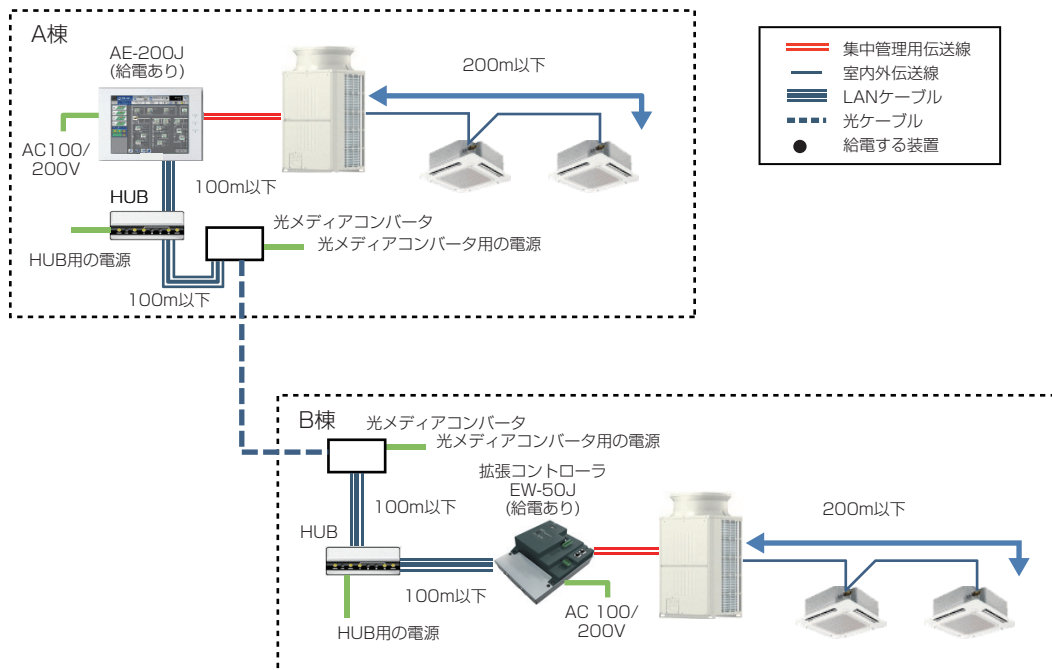 A棟
AE-200J
(給電あり)
200m以下
AC100/
200V
100m以下
HUB
光メディアコンバータ
光メディアコンバータ用の電源
HUB用の電源
100m以下
集中管理用伝送線
室内外伝送線
LANケーブル
光ケーブル
給電する装置
B棟
光メディアコンバータ
光メディアコンバータ用の電源
拡張コントローラ
EW-50J
(給電あり)
100m以下
200m以下
HUB
100m以下
AC 100/
200V
HUB用の電源